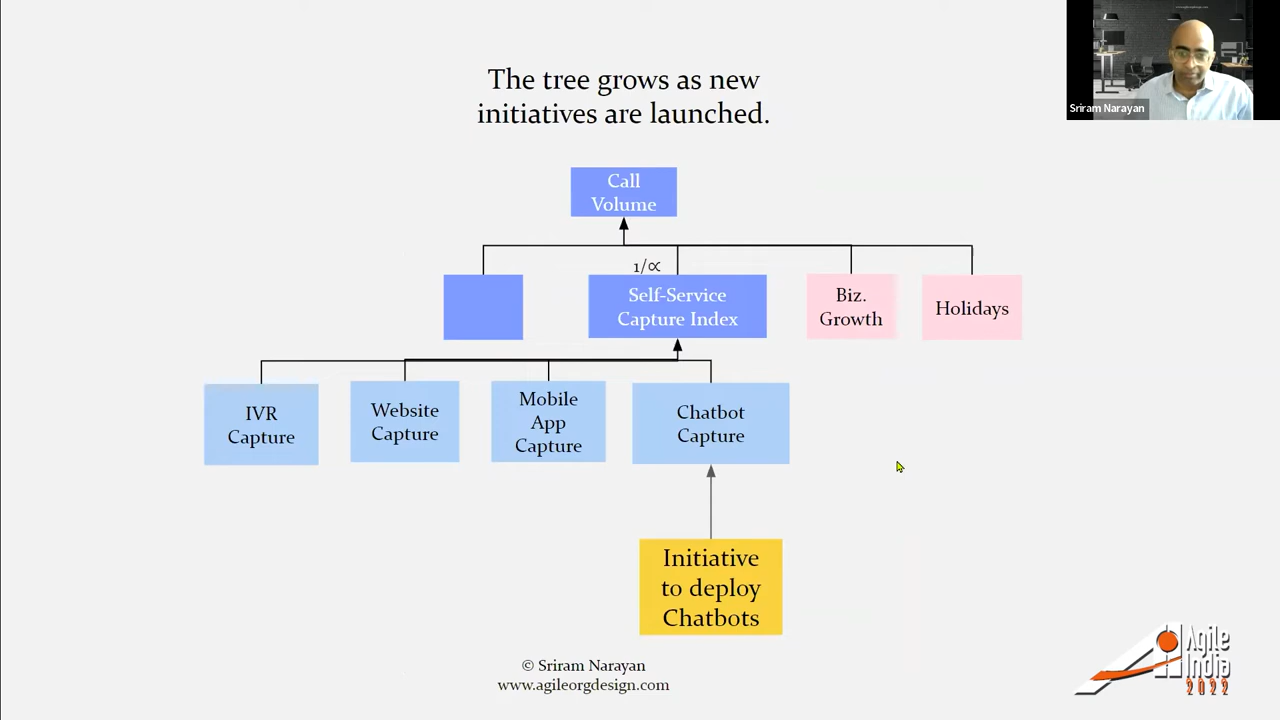 The tree grows as new
initiatives are launched.
Sriram Narayan
Call
Volume
1/∝
Self-Service
Capture Index
Biz.
Growth
Holidays
IVR
Capture
Website
Capture
Mobile
App
Capture
Chatbot
Capture
Initiative
to deploy
Chatbots
© Sriram Narayan
www.agileorgdesign.com
Agile
India
2022